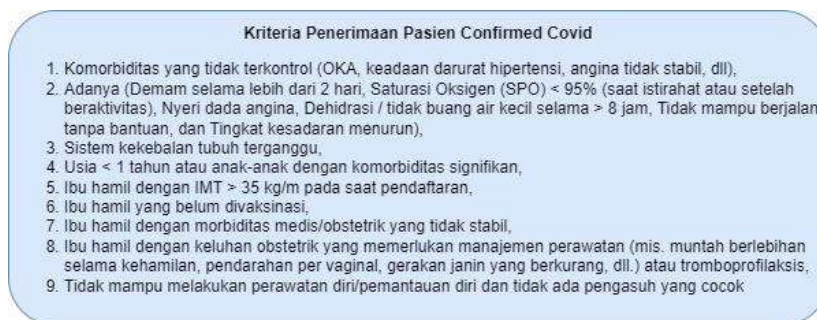 Kriteria Penerimaan Pasien Confirmed Covid
1. Komorbiditas yang tidak terkontrol (OKA, keadaan darurat hipertensi, angina tidak stabil, dll),
2. Adanya (Demam selama lebih dari 2 hari, Saturasi Oksigen (SPO) < 95% (saat istirahat atau setelah
beraktivitas), Nyeri dada angina, Dehidrasi / tidak buang air kecil selama > 8 jam, Tidak mampu berjalan
tanpa bantuan, dan Tingkat kesadaran menurun),
3. Sistem kekebalan tubuh terganggu,
4. Usia < 1 tahun atau anak-anak dengan komorbiditas signifikan,
5. Ibu hamil dengan IMT > 35 kg/m pada saat pendaftaran,
6. Ibu hamil yang belum divaksinasi,
7. Ibu hamil dengan morbiditas medis/obstetrik yang tidak stabil,
8. Ibu hamil dengan keluhan obstetrik yang memerlukan manajemen perawatan (mis. muntah berlebihan
selama kehamilan, pendarahan per vaginal, gerakan janin yang berkurang, dll.) atau tromboprofilaksis,
9. Tidak mampu melakukan perawatan diri/pemantauan diri dan tidak ada pengasuh yang cocok